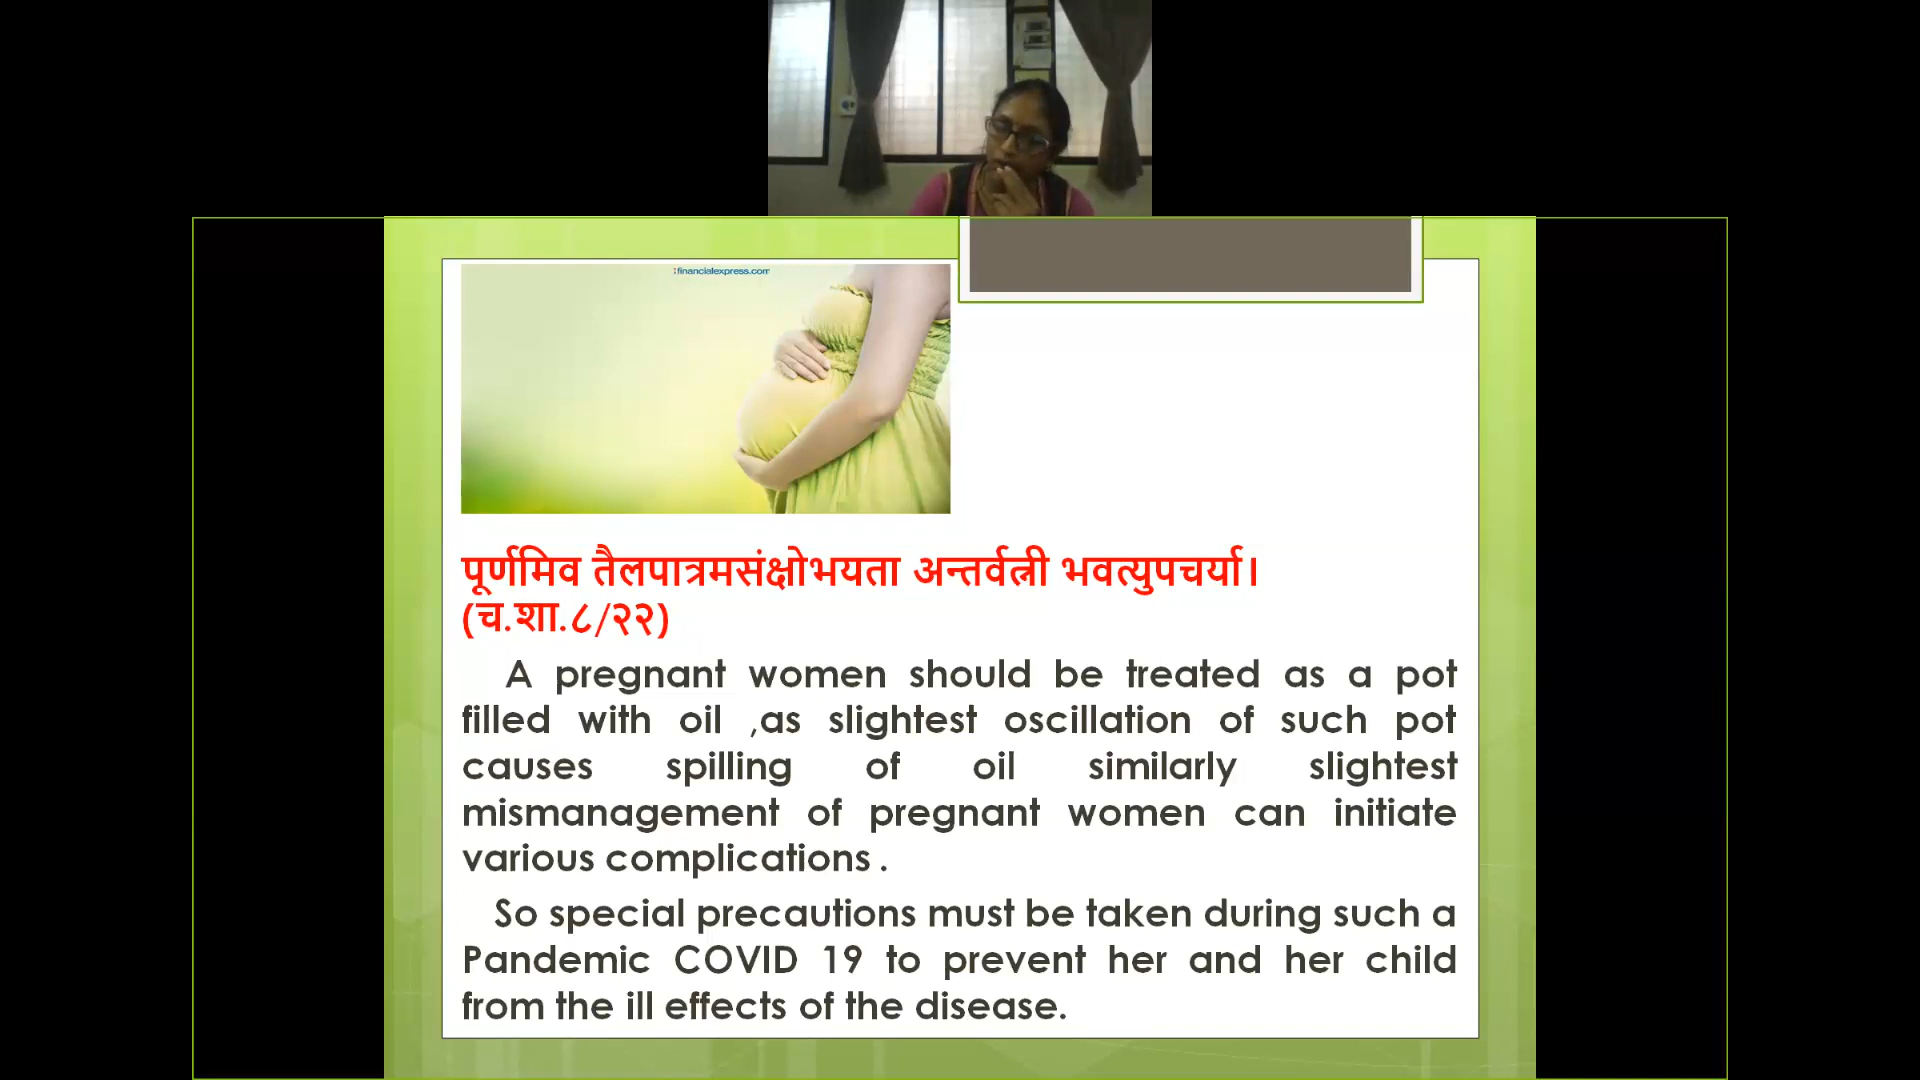 financialexpress.com
पूर्णमिव तैलपात्रमसंक्षोभयता अन्तर्वत्नी भवत्युपचर्या।
(च.शा.८/२२)
A pregnant women should be treated as a pot
filled with oil ,as slightest oscillation of such pot
causes spilling of oil similarly slightest
mismanagement of pregnant women can initiate
various complications .
So special precautions must be taken during such a
Pandemic COVID 19 to prevent her and her child
from the ill effects of the disease.